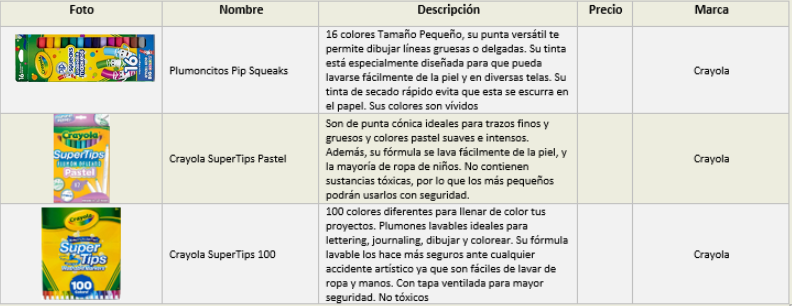 Foto Nombre Descripción Precio Marca
Crayola
Pip Squeaks
16
Plumoncitos Pip Squeaks
16 colores Tamaño Pequeño, su punta versátil te
permite dibujar líneas gruesas o delgadas. Su tinta
está especialmente diseñada para que pueda
lavarse fácilmente de la piel y en diversas telas. Su
tinta de secado rápido evita que esta se escurra en
el papel. Sus colores son vívidos
Crayola
Crayola
SuperTips
Pastel
Crayola SuperTips Pastel
Son de punta cónica ideales para trazos finos y
gruesos y colores pastel suaves e intensos.
Además, su fórmula se lava fácilmente de la piel, y
la mayoría de ropa de niños. No contienen
sustancias tóxicas, por lo que los más pequeños
podrán usarlos con seguridad.
Crayola
Crayola
Super
Tips
100
Crayola SuperTips 100
100 colores diferentes para llenar de color tus
proyectos. Plumones lavables ideales para
lettering, journaling, dibujar y colorear. Su fórmula
lavable los hace más seguros ante cualquier
accidente artístico ya que son fáciles de lavar de
ropa y manos. Con tapa ventilada para mayor
seguridad. No tóxicos
Crayola